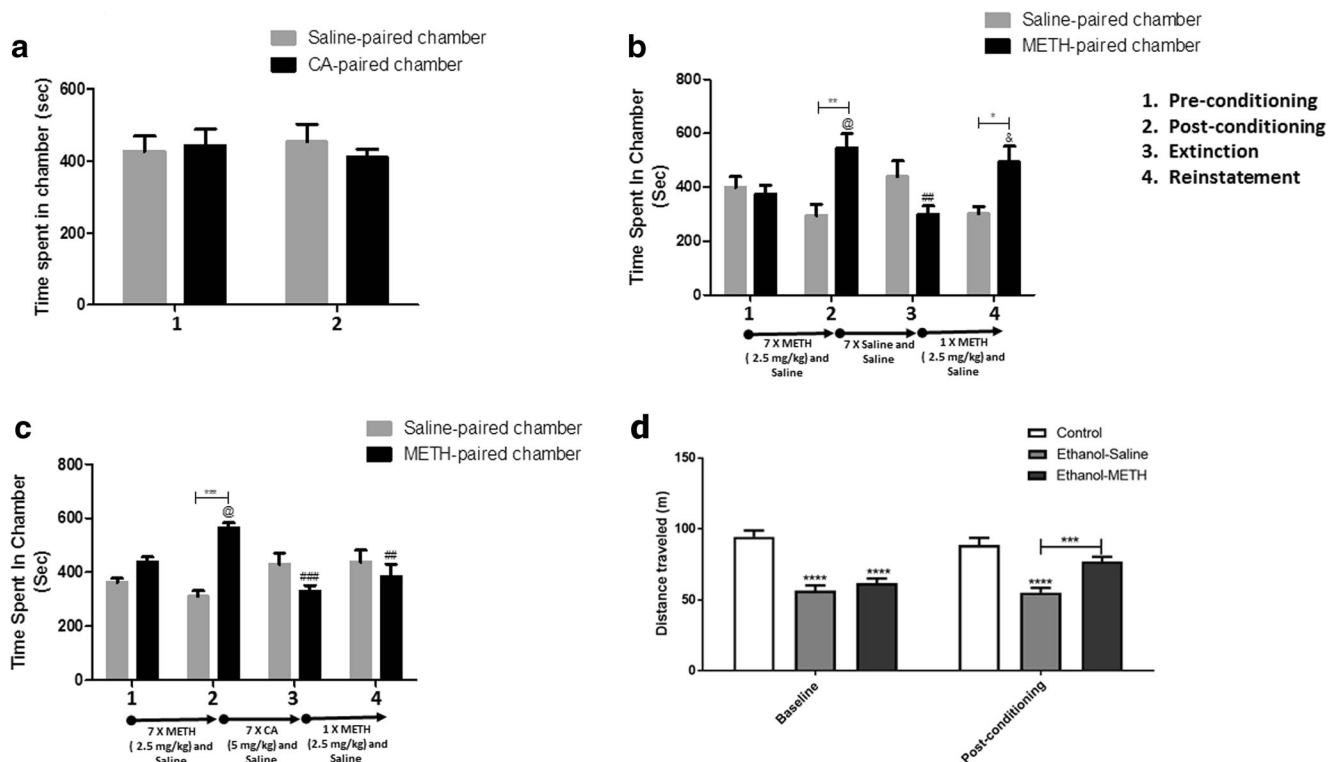 a
Saline-paired chamber
CA-paired chamber
Time spent in chamber (sec)
600
400
200
0
1
2
b
Saline-paired chamber
METH-paired chamber
Time Spent In Chamber
(Sec)
800
600
400
200
0
**
@
##
*
&
1
2
3
4
7 X METH
( 2.5 mg/kg) and
Saline
7 X Saline and
Saline
1 X METH
( 2.5 mg/kg) and
Saline
1. Pre-conditioning
2. Post-conditioning
3. Extinction
4. Reinstatement
c
Saline-paired chamber
METH-paired chamber
Time Spent In Chamber
(Sec)
800
600
400
200
0
***
@
###
##
1
2
3
4
7 X METH
( 2.5 mg/kg) and
Saline
7 X CA
(5 mg/kg) and
Saline
1 X METH
(2.5 mg/kg) and
Saline
d
Control
Ethanol-Saline
Ethanol-METH
Distance traveled (m)
150
100
50
0
****
****
****
***
Baseline
Post-conditioning